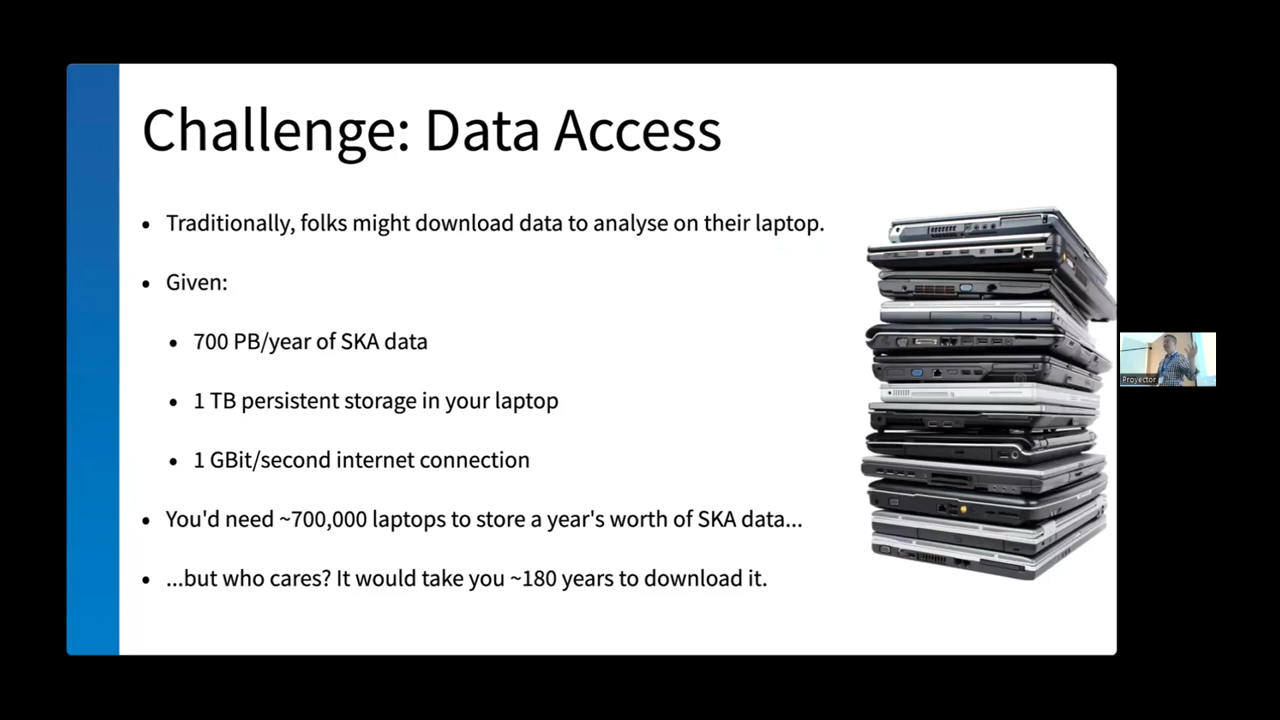 Challenge: Data Access
• Traditionally, folks might download data to analyse on their laptop.
• Given:
• 700 PB/year of SKA data
• 1 TB persistent storage in your laptop
• 1 GBit/second internet connection
• You'd need ~700,000 laptops to store a year's worth of SKA data...
• ...but who cares? It would take you ~180 years to download it.
Proyector